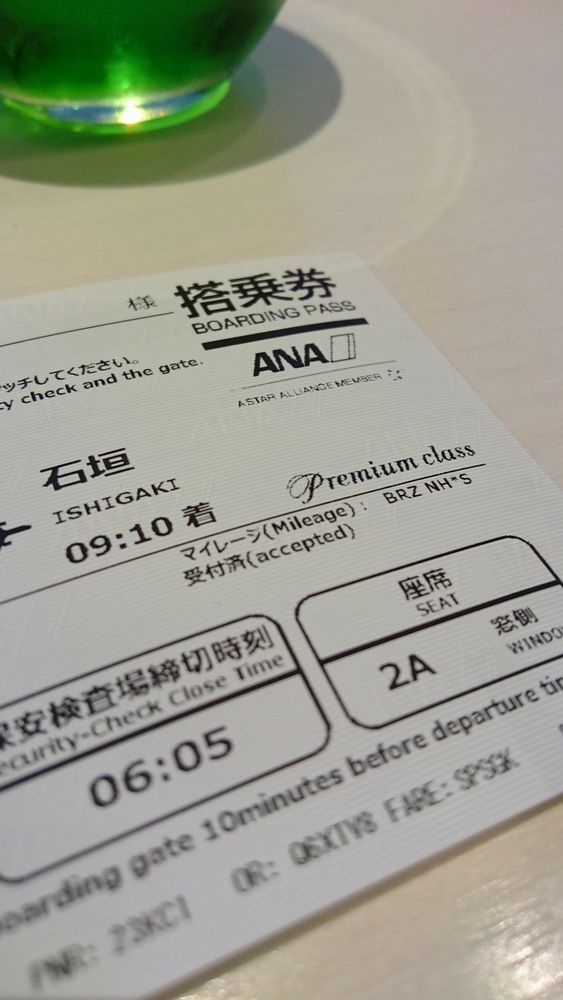 様 搭乗券
BOARDING PASS
ANA
A STAR ALLIANCE MEMBER
ッチしてください。
ty check and the gate.
石垣
ISHIGAKI
09:10 着
Premium class
マイレージ(Mileage): BRZ NH*S
受付済(accepted)
保安検査場締切時刻
ecurity-Check Close Time
06:05
座席
SEAT
2A
窓側
WINDO
oarding gate 10minutes before departure ti
PNR: 23KCI OR: Q6XTY8 FARE: SPSGK